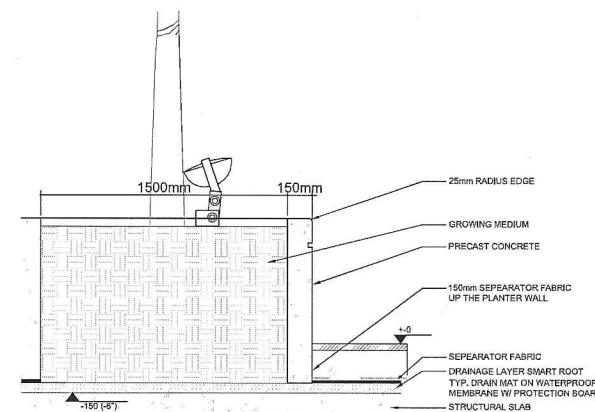 1500mm
150mm
25mm RADIUS EDGE
GROWING MEDIUM
PRECAST CONCRETE
150mm SEPEARATOR FABRIC
UP THE PLANTER WALL
+-0
SEPEARATOR FABRIC
DRAINAGE LAYER SMART ROOT
TYP. DRAIN MAT ON WATERPROOF
MEMBRANE W/ PROTECTION BOAR
-150 (-6")
STRUCTURAL SLAB